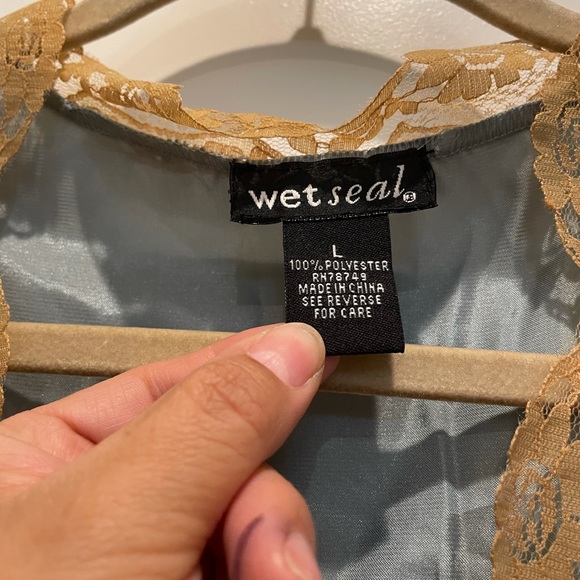 wet seal®
L
100% POLYESTER
RN78749
MADE IN CHINA
SEE REVERSE
FOR CARE